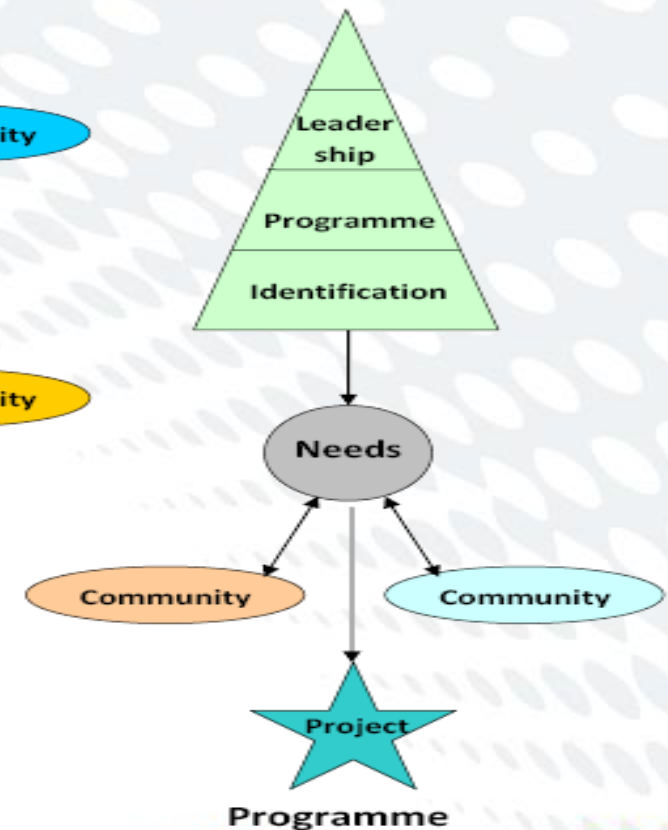 Leader
ship
ity
Programme
Identification
ity
Needs
Community
Community
Project
Programme